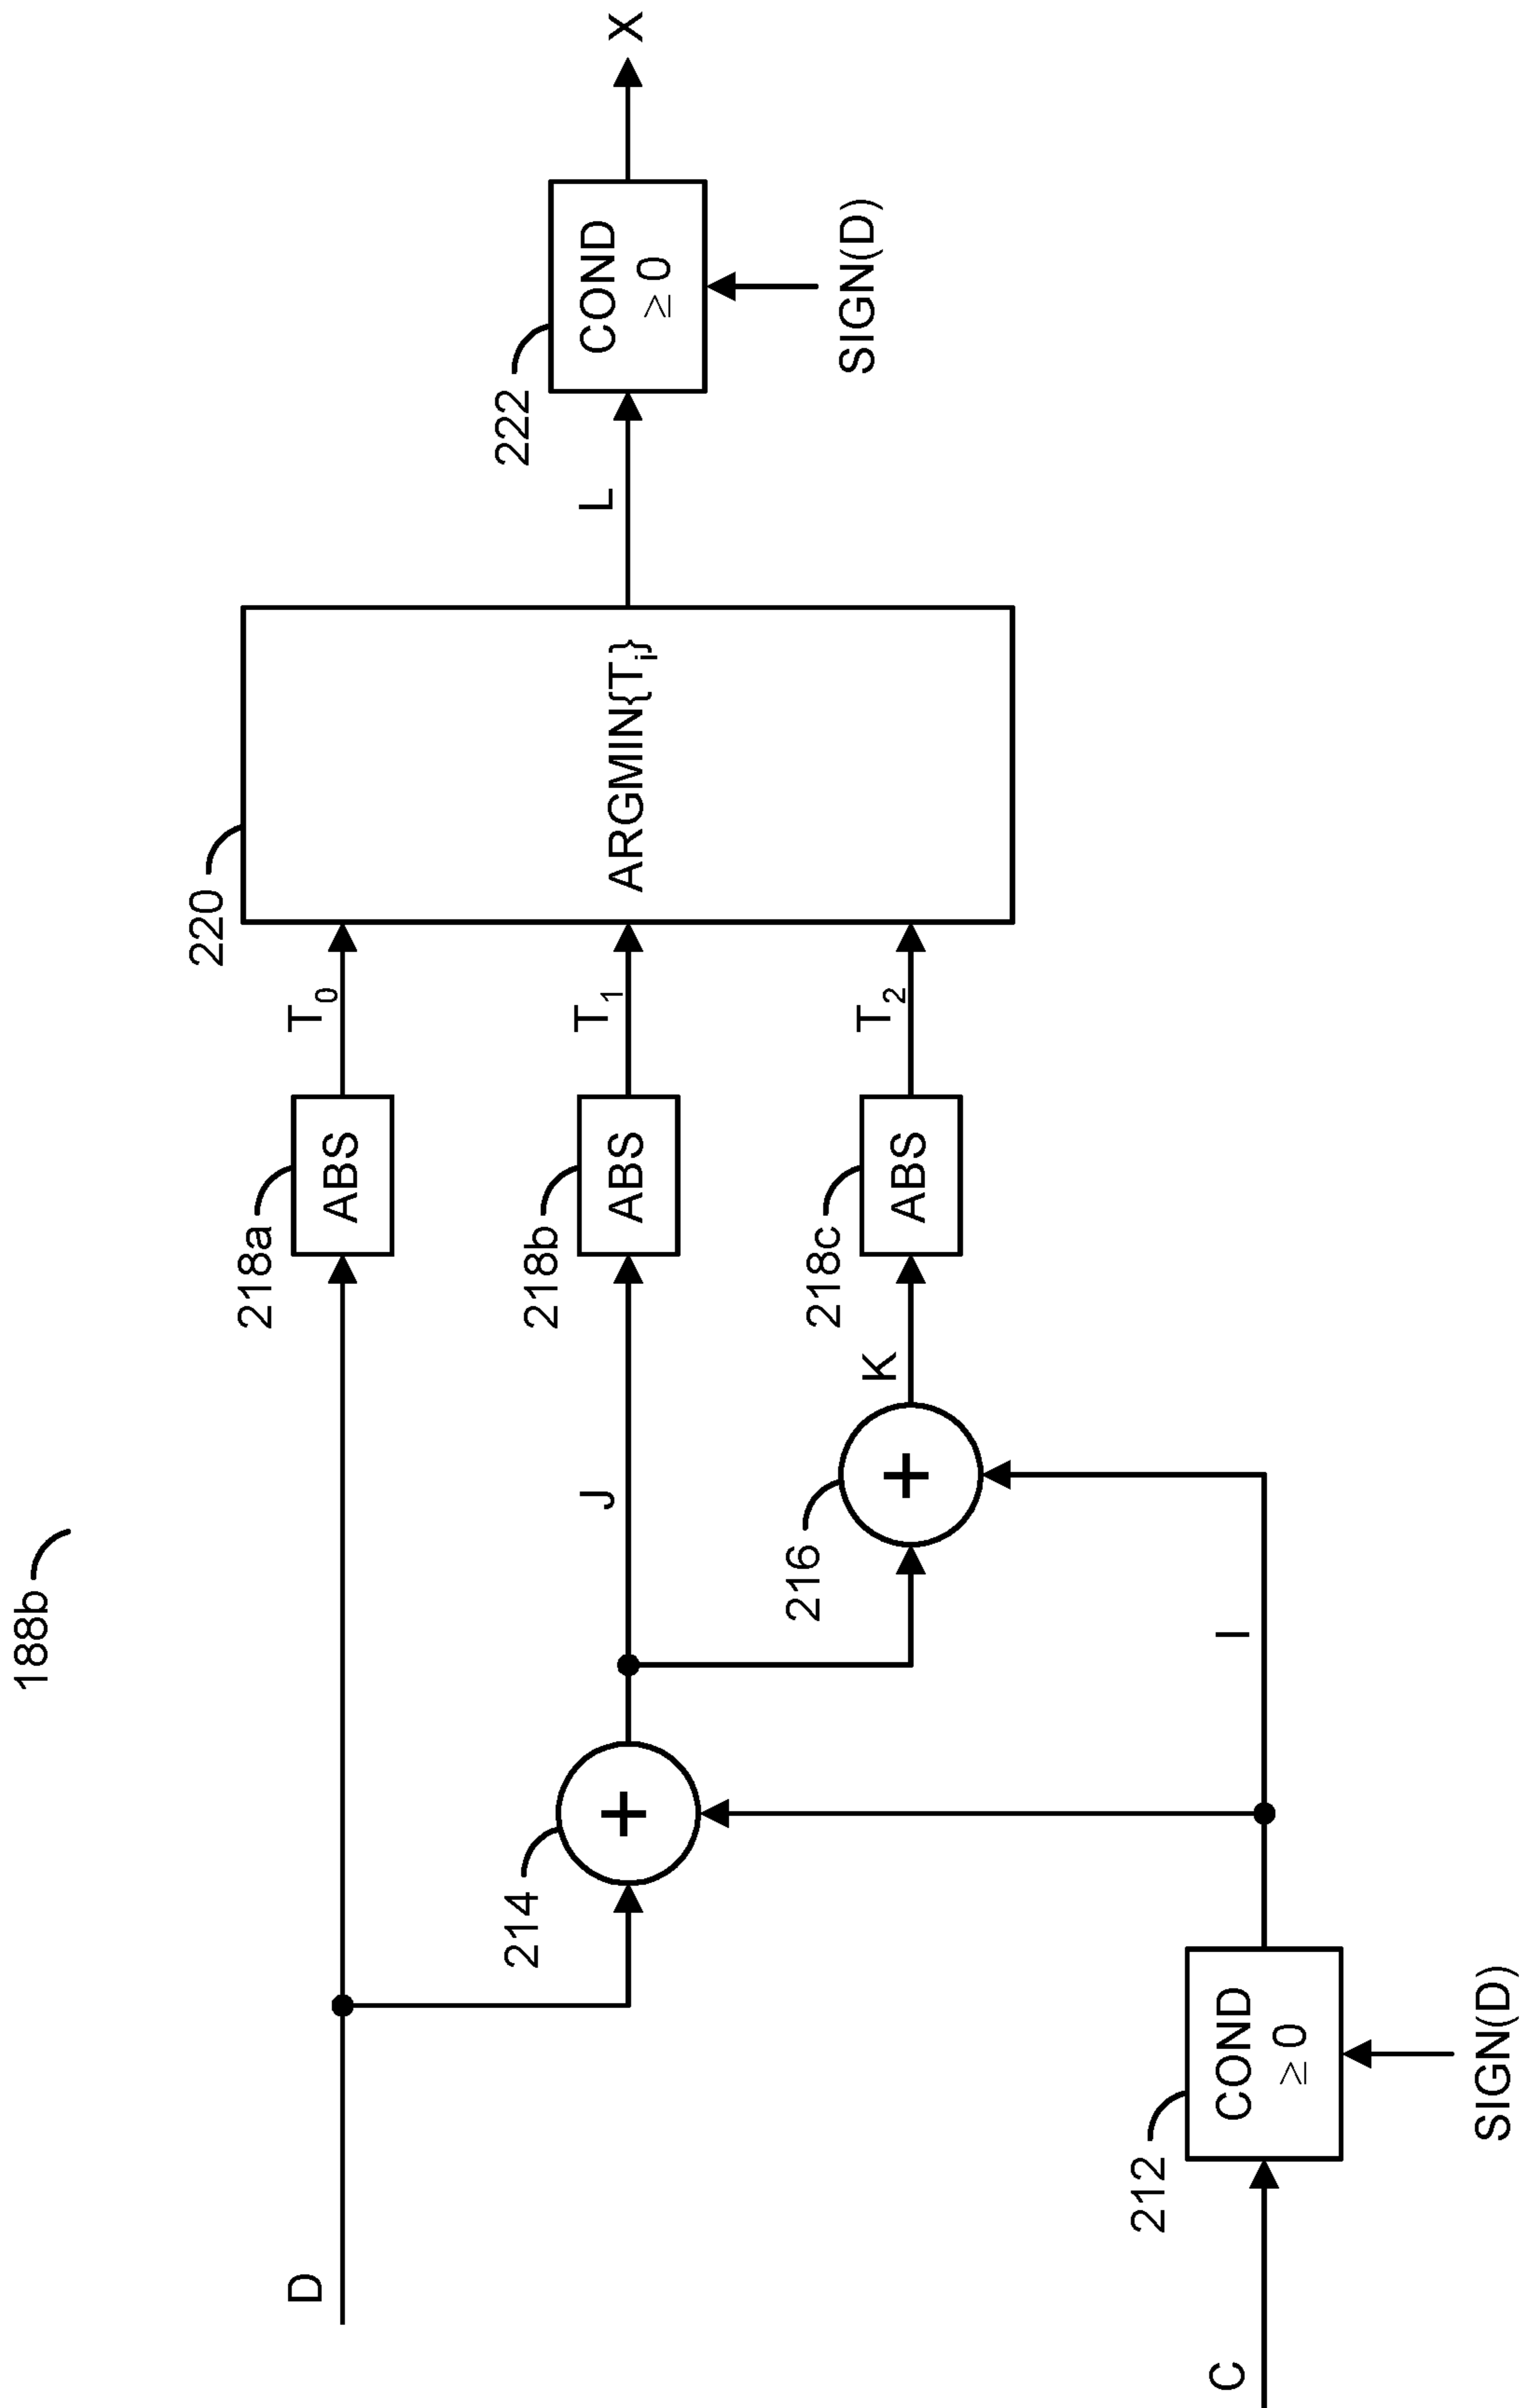 188b
D
218a
ABS
T0
220
214
+
J
218b
ABS
T1
ARGMIN{Ti}
L
222
COND
≥ 0
X
SIGN(D)
216
+
K
218c
ABS
T2
C
212
COND
≥ 0
I
SIGN(D)